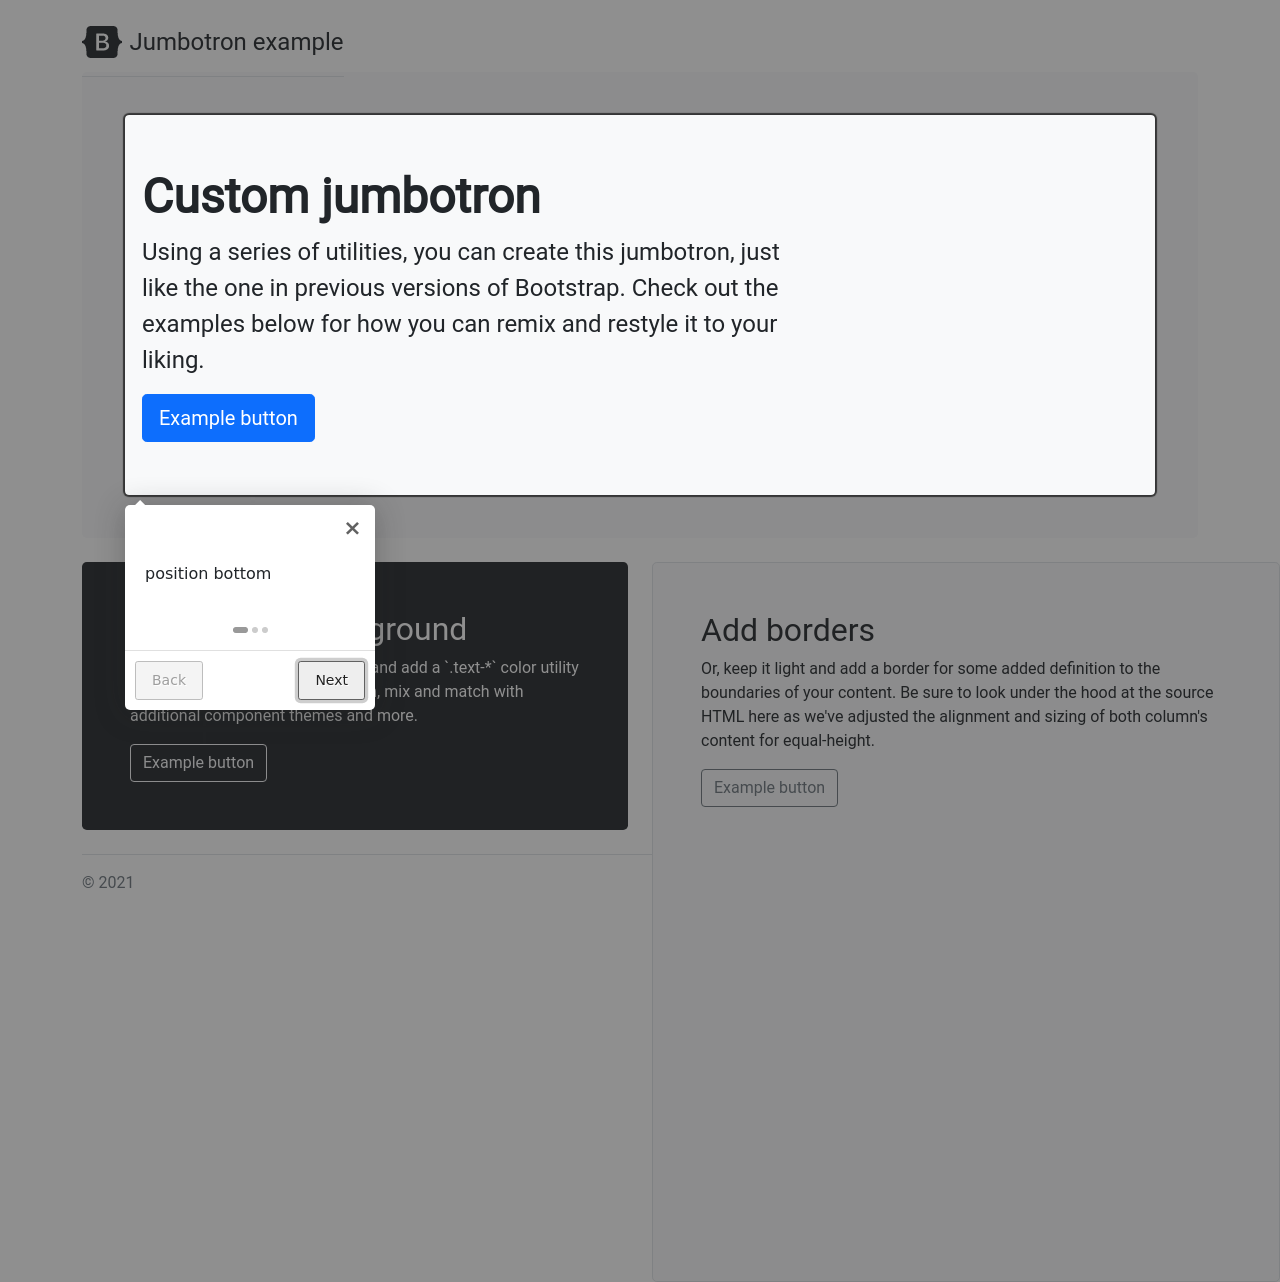 B Jumbotron example
Custom jumbotron
Using a series of utilities, you can create this jumbotron, just
like the one in previous versions of Bootstrap. Check out the
examples below for how you can remix and restyle it to your
liking.
Example button
×
position bottom
Back
Next
ground
and add a `.text-*` color utility
, mix and match with
additional component themes and more.
Example button
Add borders
Or, keep it light and add a border for some added definition to the
boundaries of your content. Be sure to look under the hood at the source
HTML here as we've adjusted the alignment and sizing of both column's
content for equal-height.
Example button
© 2021